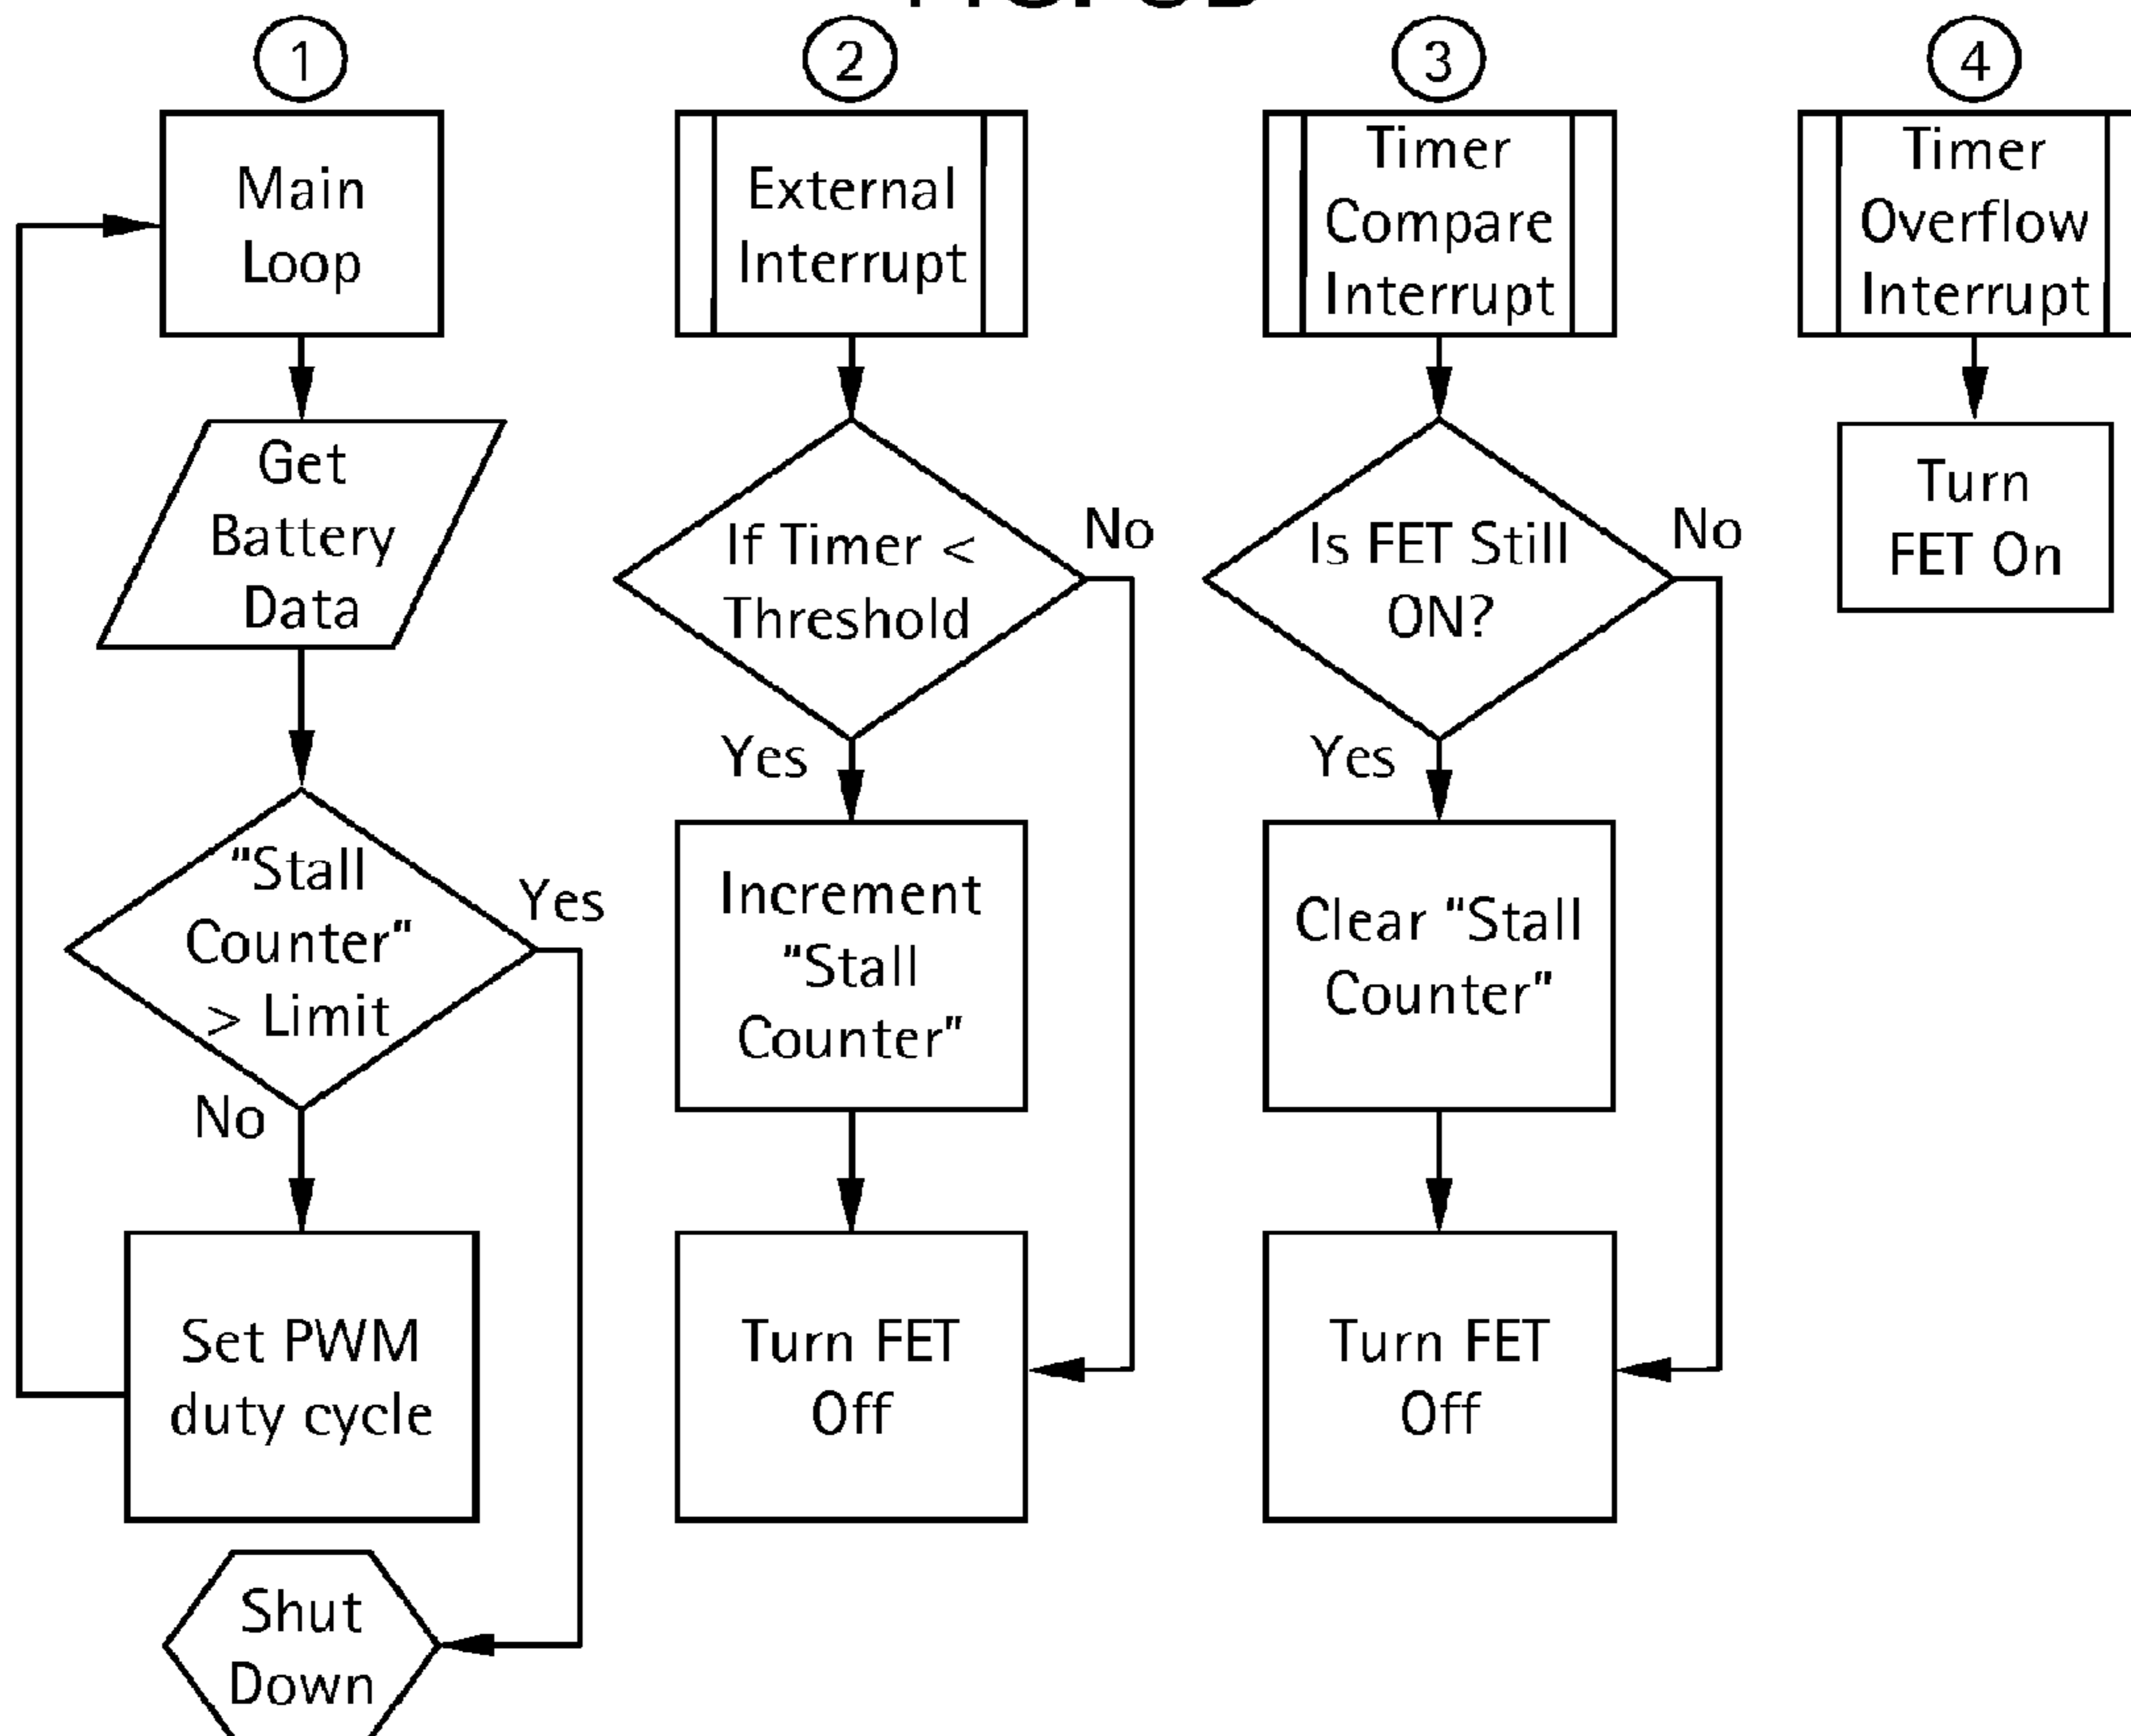 1
Main
Loop
Get
Battery
Data
"Stall
Counter"
> Limit
Yes
No
Set PWM
duty cycle
Shut
Down
2
External
Interrupt
If Timer <
Threshold
No
Yes
Increment
"Stall
Counter"
Turn FET
Off
3
Timer
Compare
Interrupt
Is FET Still
ON?
No
Yes
Clear "Stall
Counter"
Turn FET
Off
4
Timer
Overflow
Interrupt
Turn
FET On